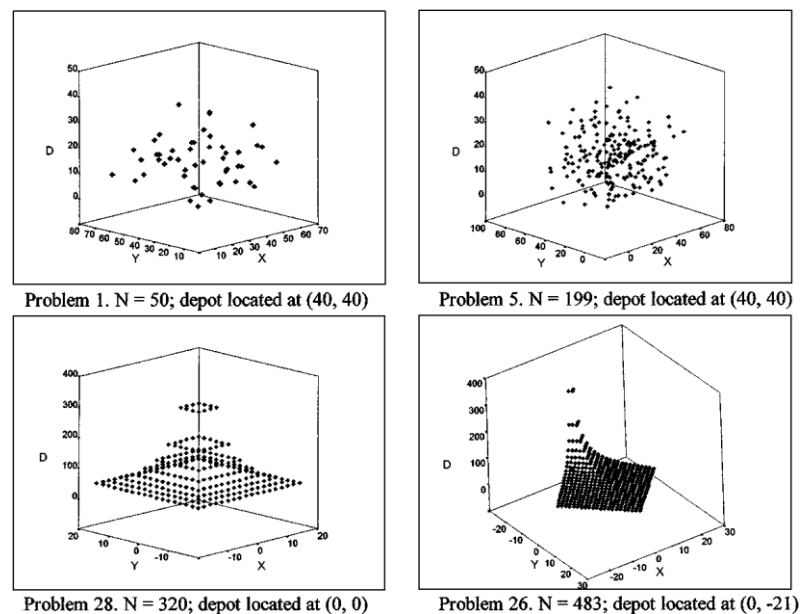 50
40
30
20
10
0
D
80 70 60 50 40 30 20 10
Y
10 20 30 40 50 60 70
X
Problem 1. N = 50; depot located at (40, 40)
50
40
30
20
10
0
D
100 80 60 40 20 0
Y
0 20 40 60 80
X
Problem 5. N = 199; depot located at (40, 40)
400
300
200
100
0
D
20 10 0 -10
Y
-10 0 10 20
X
Problem 28. N = 320; depot located at (0, 0)
400
300
200
100
0
D
-20 -10 0 10 20 30
Y
-20 -10 0 10 20 30
X
Problem 26. N = 483; depot located at (0, -21)